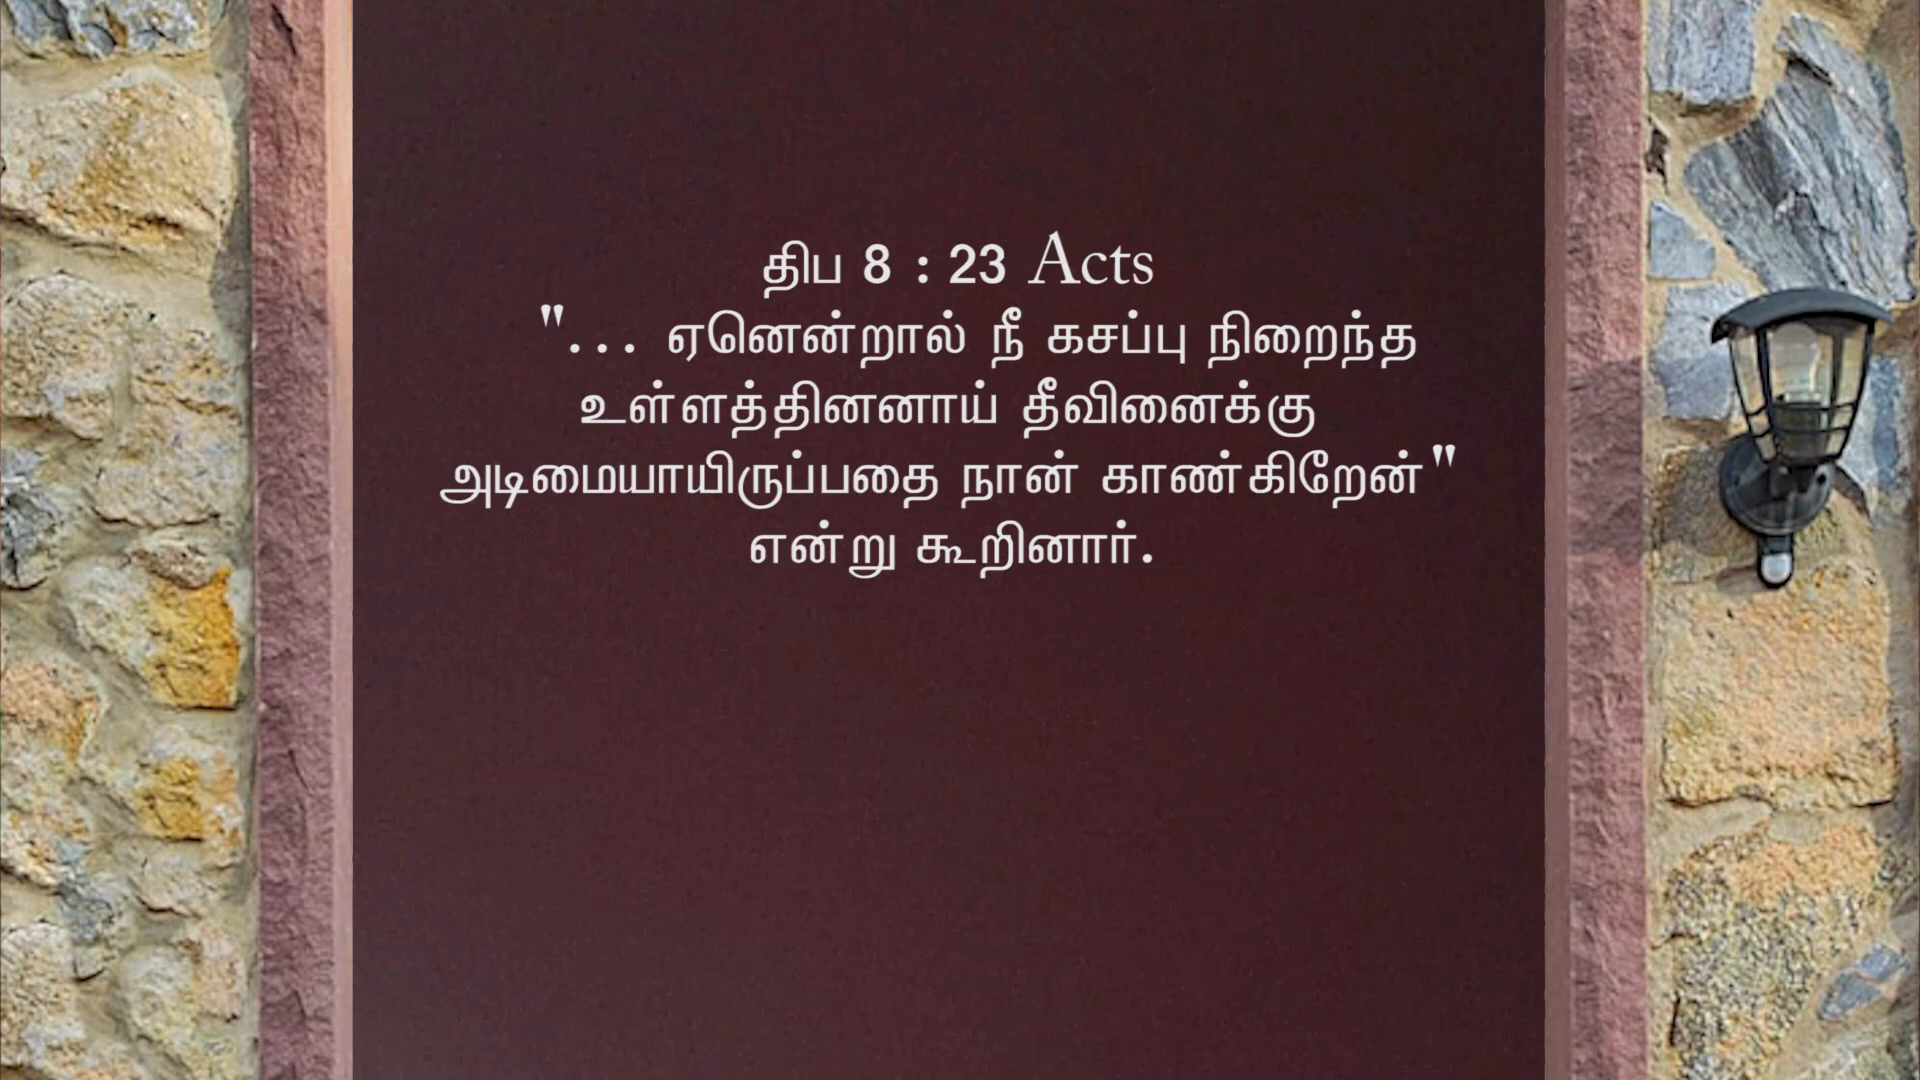 திப 8 : 23 Acts
"... ஏனென்றால் நீ கசப்பு நிறைந்த
உள்ளத்தினனாய் தீவினைக்கு
அடிமையாயிருப்பதை நான் காண்கிறேன்"
என்று கூறினார்.